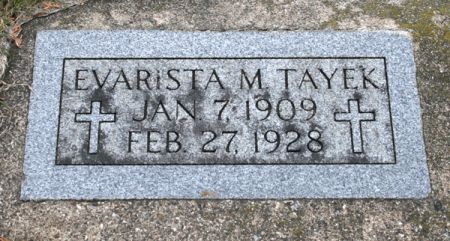 EVARiSTA M TAYEK
JAN 7, 1909
FEB. 27, 1928